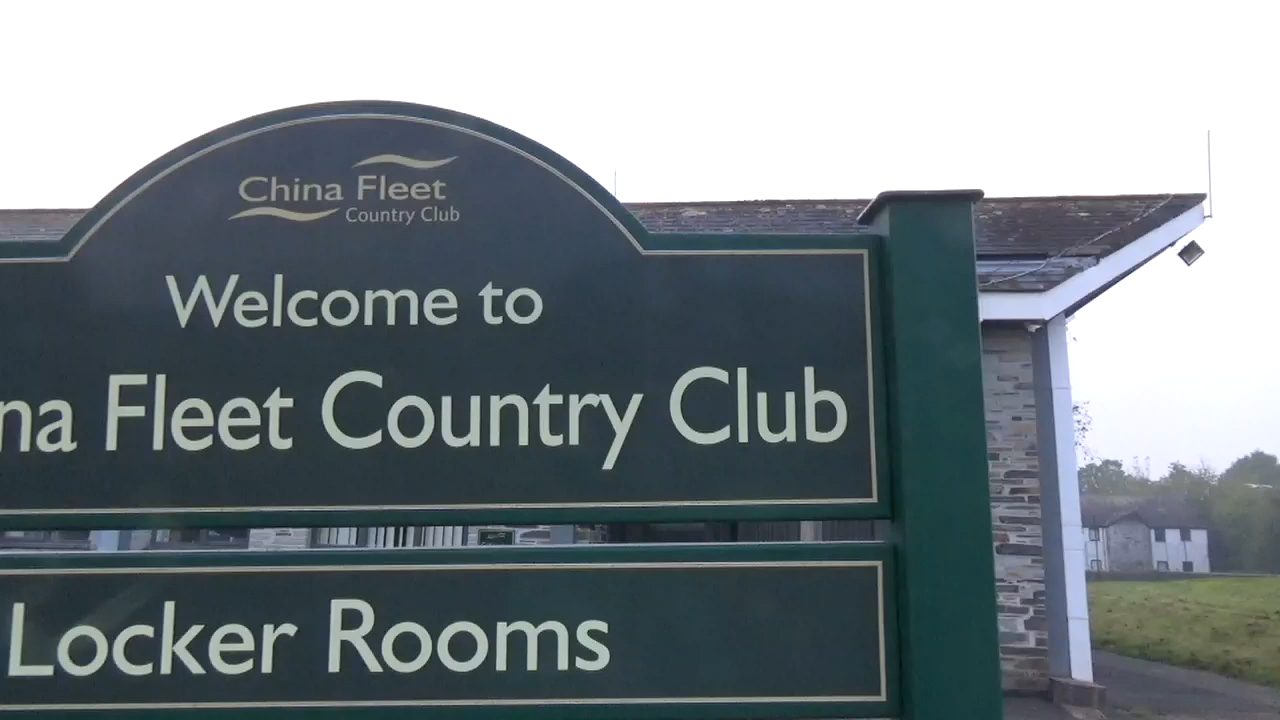 China Fleet
Country Club
Welcome to
na Fleet Country Club
Locker Rooms